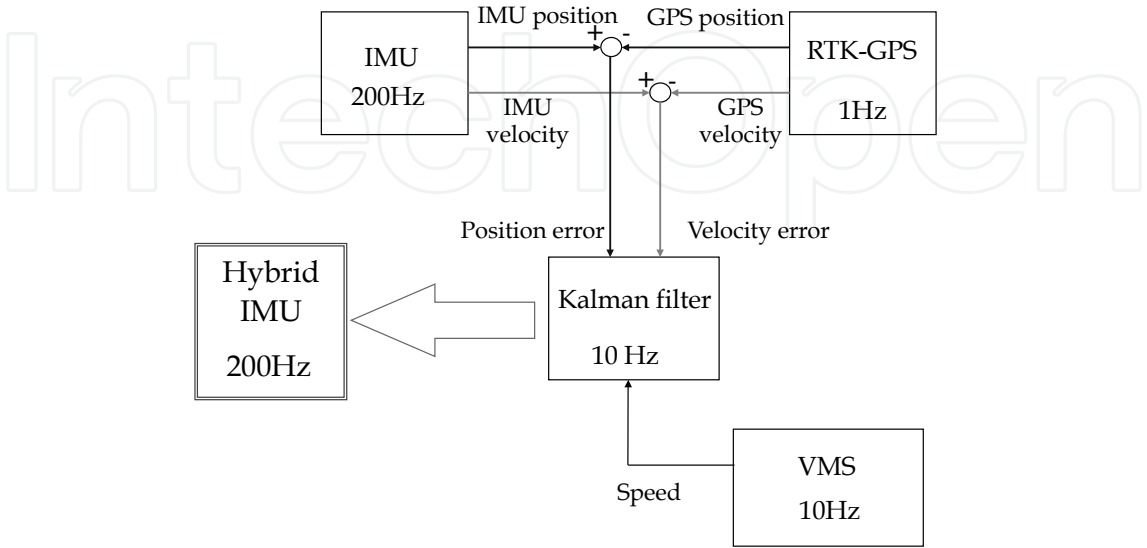 IMU position
GPS position
+
-
IMU
200Hz
RTK-GPS
1Hz
+
-
IMU
velocity
GPS
velocity
IntechOpen
Position error
Velocity error
Hybrid
IMU
200Hz
Kalman filter
10 Hz
VMS
10Hz
Speed